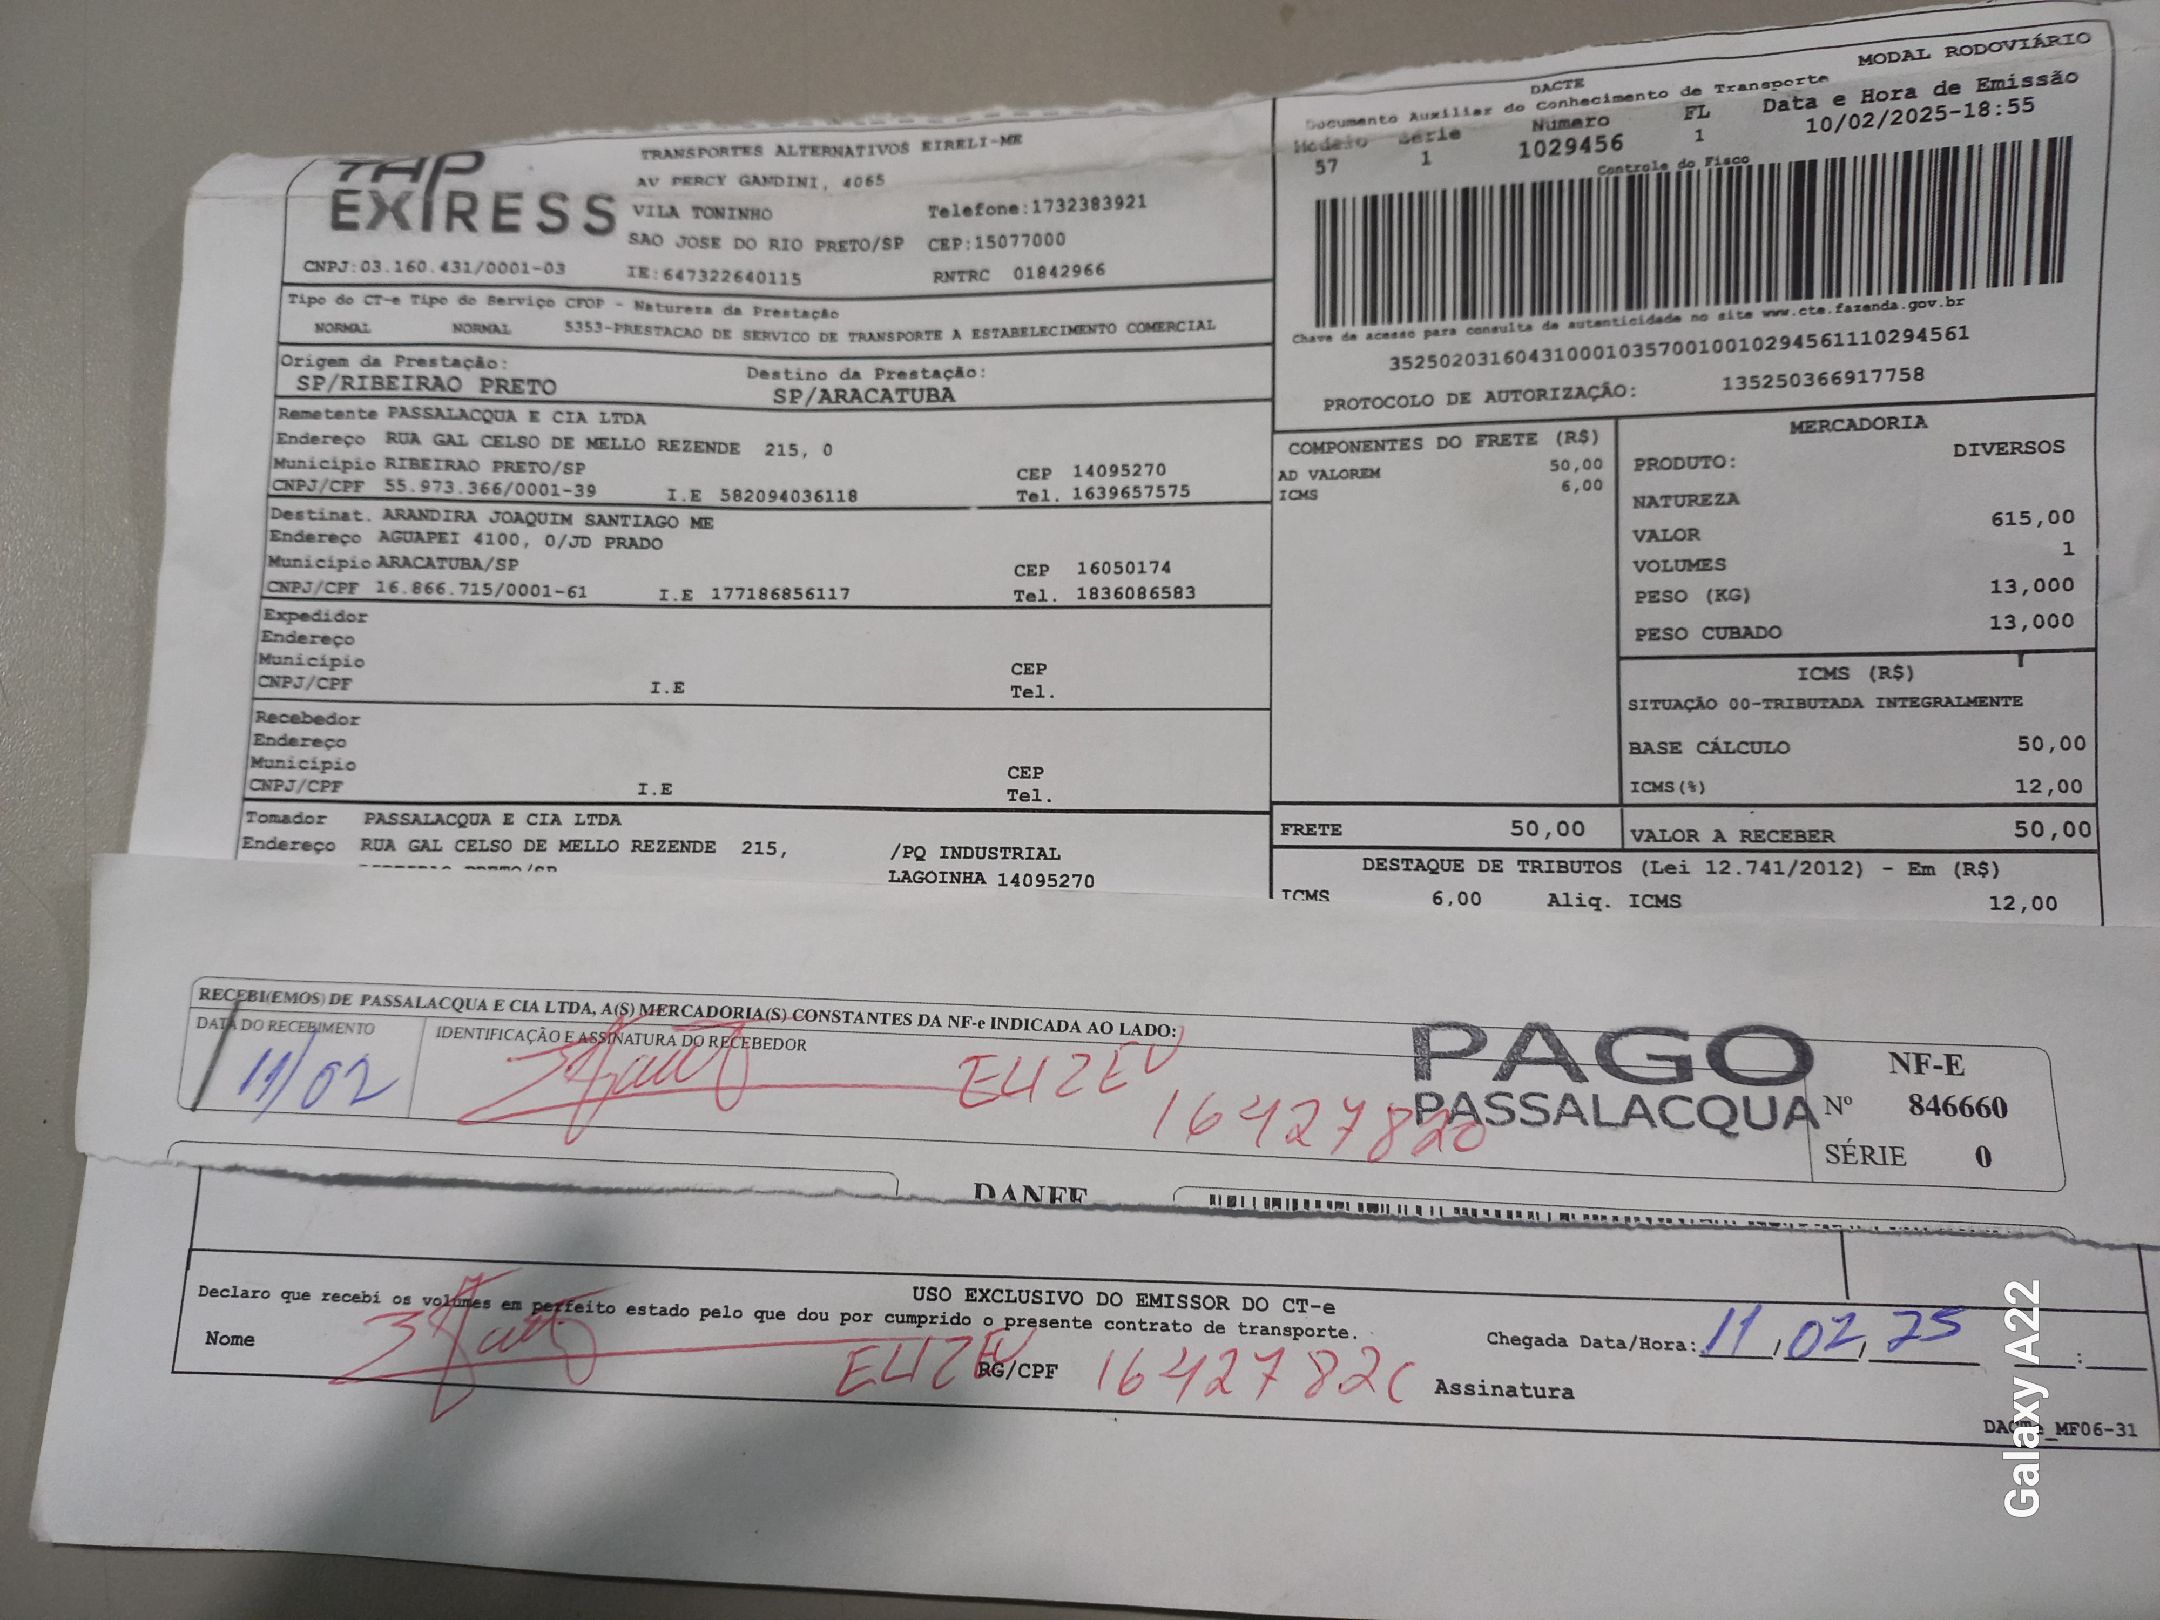 TRANSPORTES ALTERNATIVOS EIRELI-ME
AV PERCY GANDINI, 4065
EXPRESS VILA TONINHO Telefone:1732383921
SAO JOSE DO RIO PRETO/SP CEP:15077000
CNPJ:03.160.431/0001-03 IE:647322640115 RNTRC 01842966
Tipo do CT-e Tipo do Serviço CFOP - Natureza da Prestação
NORMAL NORMAL 5353-PRESTACAO DE SERVICO DE TRANSPORTE A ESTABELECIMENTO COMERCIAL
Origem da Prestação: Destino da Prestação:
SP/RIBEIRAO PRETO SP/ARACATUBA
Remetente PASSALACQUA E CIA LTDA
Endereço RUA GAL CELSO DE MELLO REZENDE 215, 0
Município RIBEIRAO PRETO/SP CEP 14095270
CNPJ/CPF 55.973.366/0001-39 I.E 582094036118 Tel. 1639657575
Destinat. ARANDIRA JOAQUIM SANTIAGO ME
Endereço AGUAPEI 4100, 0/JD PRADO
Município ARACATUBA/SP CEP 16050174
CNPJ/CPF 16.866.715/0001-61 I.E 177186856117 Tel. 1836086583
Expedidor
Endereço
Município CEP
CNPJ/CPF I.E Tel.
Recebedor
Endereço
Município CEP
CNPJ/CPF I.E Tel.
Tomador PASSALACQUA E CIA LTDA
Endereço RUA GAL CELSO DE MELLO REZENDE 215, /PQ INDUSTRIAL
LAGOINHA 14095270
MODAL RODOVIÁRIO
DACTE
Documento Auxiliar do Conhecimento de Transporte
Modelo Serie Número FL Data e Hora de Emissão
57 1 1029456 1 10/02/2025-18:55
Controle do Fisco
Chave de acesso para consulta de autenticidade no site www.cte.fazenda.gov.br
35250203160431000103570010010294561110294561
PROTOCOLO DE AUTORIZAÇÃO: 135250366917758
COMPONENTES DO FRETE (R$)
AD VALOREM 50,00
ICMS 6,00
MERCADORIA
PRODUTO: DIVERSOS
NATUREZA
VALOR 615,00
VOLUMES 1
PESO (KG) 13,000
PESO CUBADO 13,000
ICMS (R$)
SITUAÇÃO 00-TRIBUTADA INTEGRALMENTE
BASE CÁLCULO 50,00
ICMS(%) 12,00
FRETE 50,00 VALOR A RECEBER 50,00
DESTAQUE DE TRIBUTOS (Lei 12.741/2012) - Em (R$)
ICMS 6,00 Aliq. ICMS 12,00
RECEBI(EMOS) DE PASSALACQUA E CIA LTDA, A(S) MERCADORIA(S) CONSTANTES DA NF-e INDICADA AO LADO:
DATA DO RECEBIMENTO IDENTIFICAÇÃO E ASSINATURA DO RECEBEDOR
11/02 ELIZEU
16427820
PAGO
PASSALACQUA
NF-E
Nº 846660
SÉRIE 0
DANFE
USO EXCLUSIVO DO EMISSOR DO CT-e
Declaro que recebi os volumes em perfeito estado pelo que dou por cumprido o presente contrato de transporte.
Chegada Data/Hora: 11, 02, 25 :
Nome ELIZEU RG/CPF 1642782 Assinatura
MF06-31
Galaxy A22